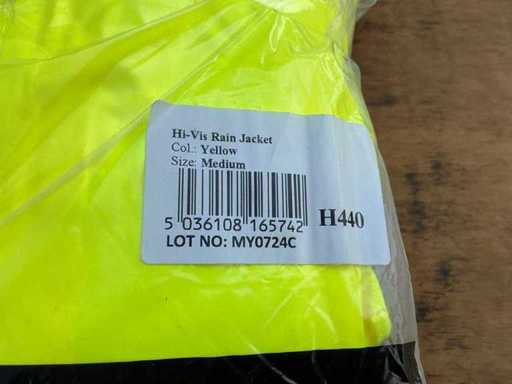 Hi-Vis Rain Jacket
Col.: Yellow
Size: Medium
5 036108 165742
H440
LOT NO: MY0724C